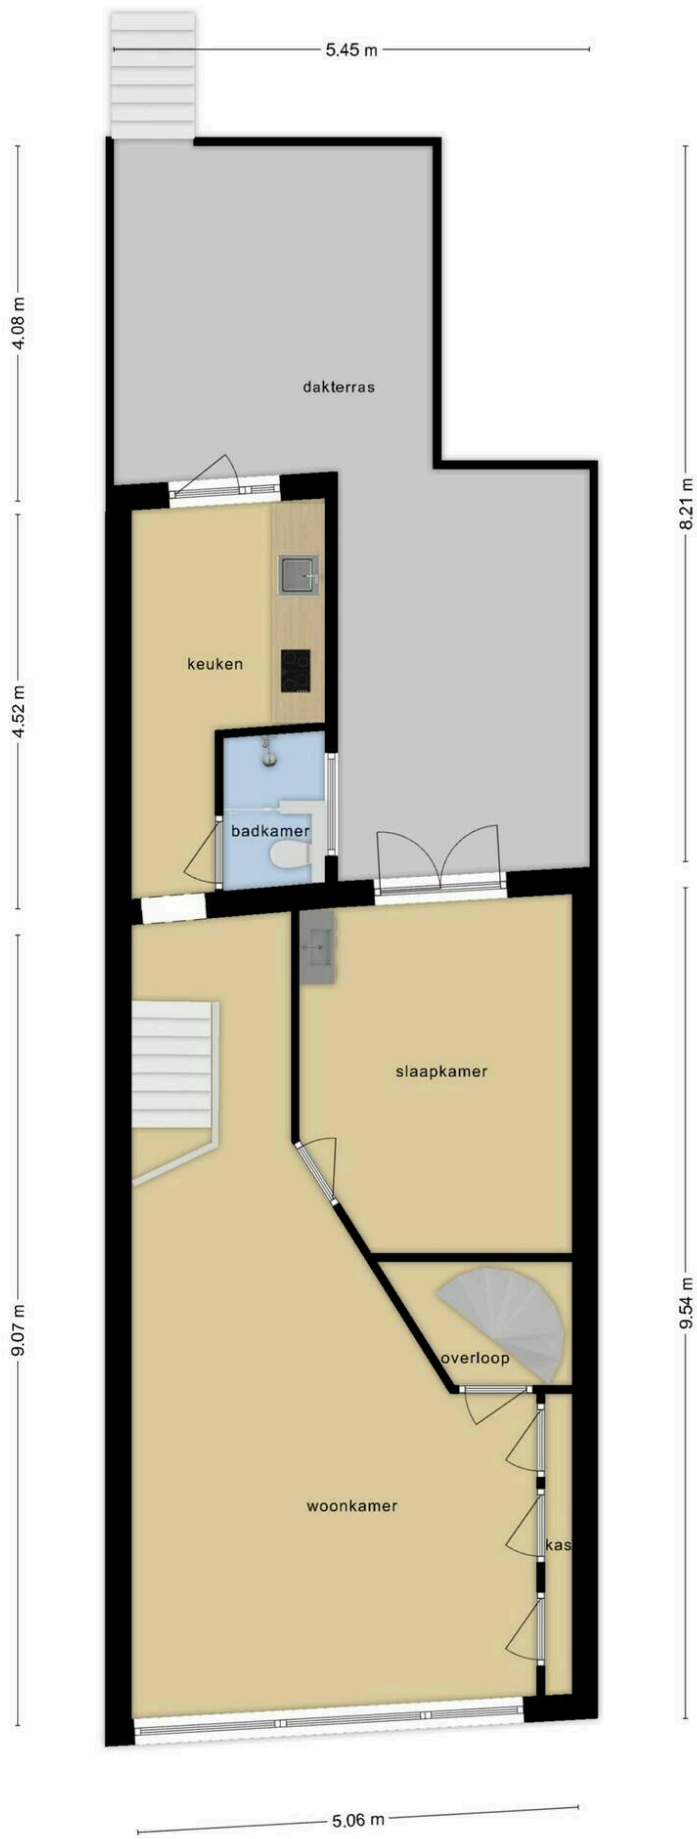 5.45 m
4.08 m
dakterras
8.21 m
keuken
4.52 m
badkamer
slaapkamer
9.07 m
9.54 m
overloop
woonkamer
kas
5.06 m